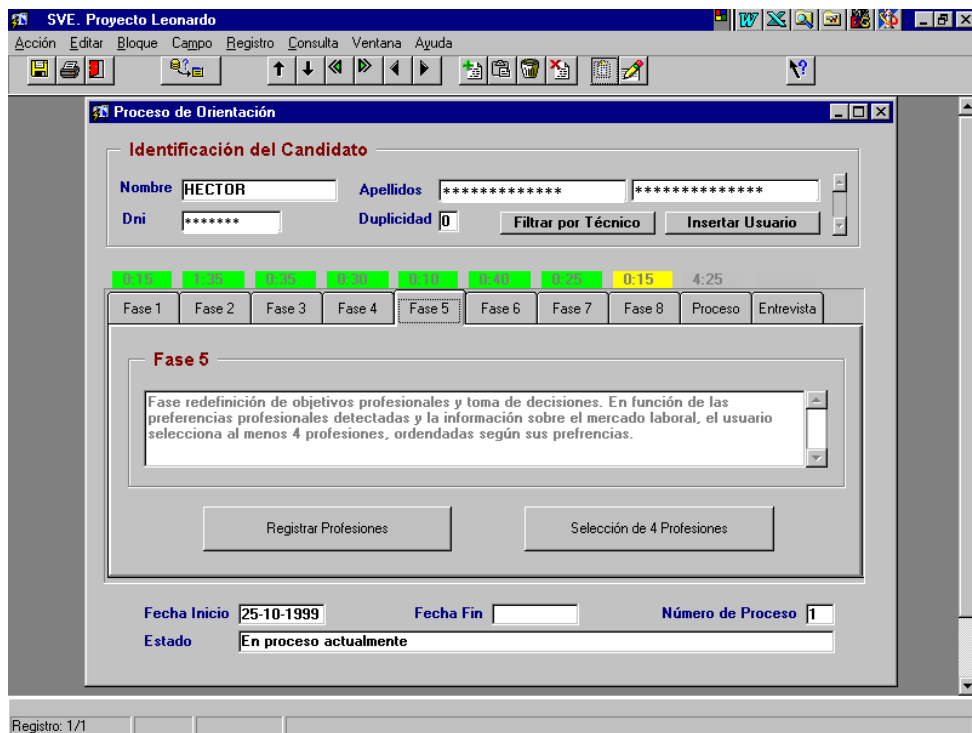 SVE. Proyecto Leonardo
Acción Editar Bloque Campo Registro Consulta Ventana Ayuda
Proceso de Orientación
Identificación del Candidato
Nombre HECTOR Apellidos ************* **************
Dni ******* Duplicidad 0 Filtrar por Técnico Insertar Usuario
0:15 1:35 0:35 0:30 0:10 0:40 0:25 0:15 4:25
Fase 1 Fase 2 Fase 3 Fase 4 Fase 5 Fase 6 Fase 7 Fase 8 Proceso Entrevista
Fase 5
Fase redefinición de objetivos profesionales y toma de decisiones. En función de las
preferencias profesionales detectadas y la información sobre el mercado laboral, el usuario
selecciona al menos 4 profesiones, ordendadas según sus prefrencias.
Registrar Profesiones Selección de 4 Profesiones
Fecha Inicio 25-10-1999 Fecha Fin Número de Proceso 1
Estado En proceso actualmente
Registro: 1/1